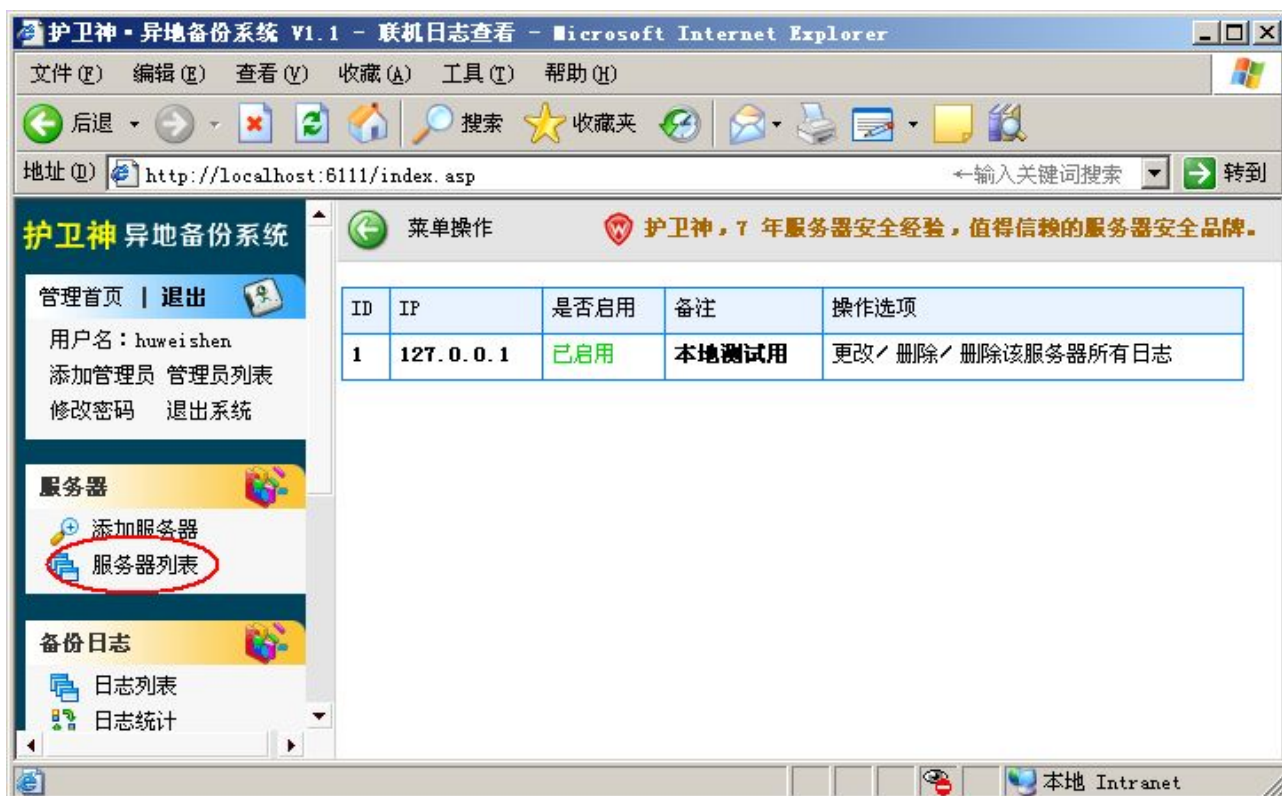 护卫神·异地备份系统 V1.1 - 联机日志查看 - Microsoft Internet Explorer
文件(F) 编辑(E) 查看(V) 收藏(A) 工具(T) 帮助(H)
后退 搜索 收藏夹
地址(D) http://localhost:6111/index.asp ←输入关键词搜索 转到
护卫神 异地备份系统
管理首页 | 退出
用户名：huweishen
添加管理员 管理员列表
修改密码 退出系统
服务器
添加服务器
服务器列表
备份日志
日志列表
日志统计
菜单操作 护卫神，7 年服务器安全经验，值得信赖的服务器安全品牌。
ID IP 是否启用 备注 操作选项
1 127.0.0.1 已启用 本地测试用 更改／删除／删除该服务器所有日志
本地 Intranet